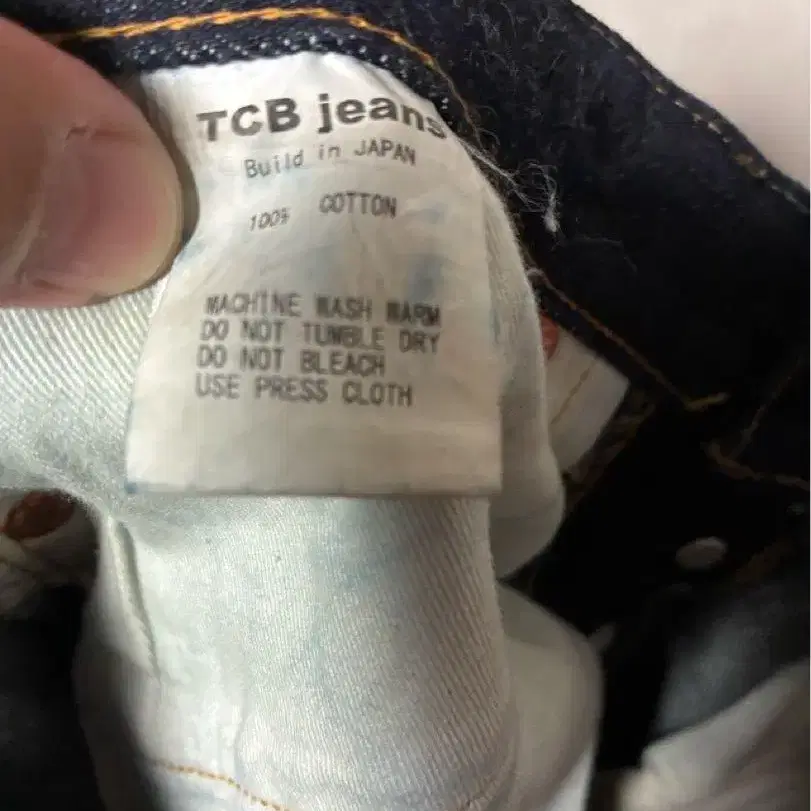 TCB jeans
Build in JAPAN
100% COTTON
MACHINE WASH WARM
DO NOT TUMBLE DRY
DO NOT BLEACH
USE PRESS CLOTH